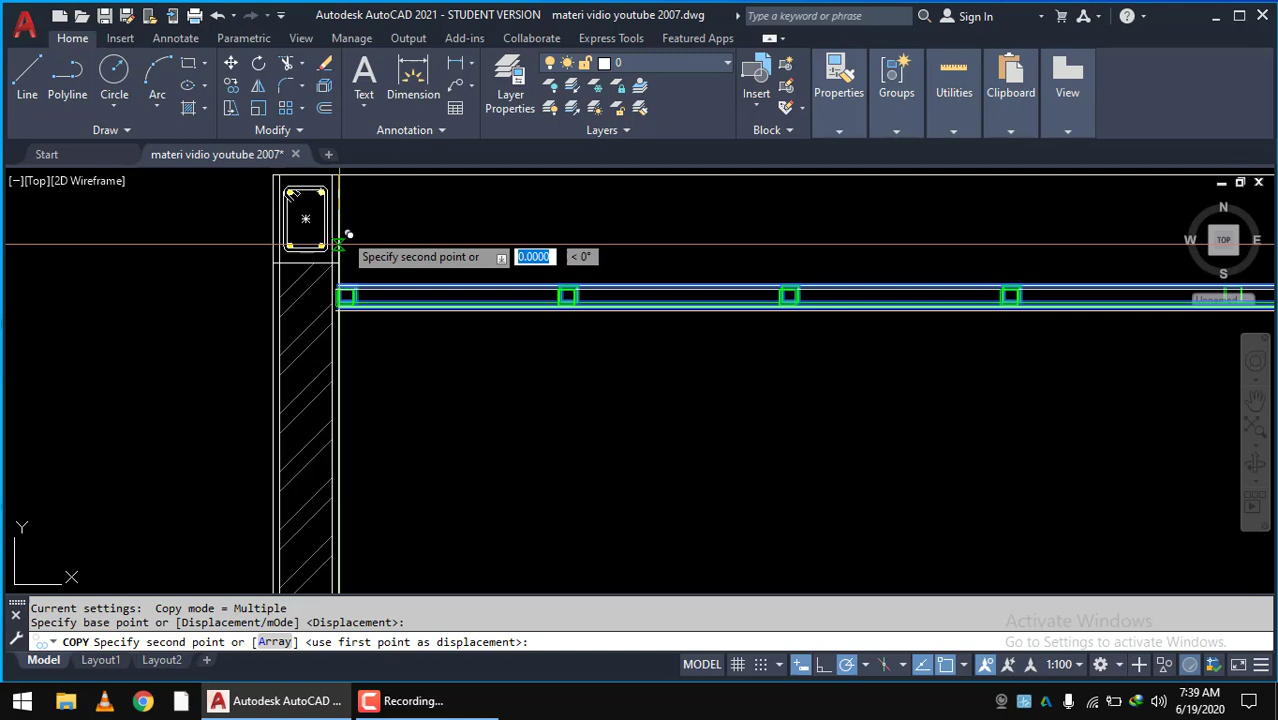 Autodesk AutoCAD 2021 - STUDENT VERSION materi vidio youtube 2007.dwg
Type a keyword or phrase
Sign In
Home Insert Annotate Parametric View Manage Output Add-ins Collaborate Express Tools Featured Apps
0
Line Polyline Circle Arc Text Dimension Layer Properties Insert Properties Groups Utilities Clipboard View
Draw Modify Annotation Layers Block
Start materi vidio youtube 2007*
[−][Top][2D Wireframe]
N
W TOP E
S
Specify second point or 0.0000 < 0°
Unnamed
Y
X
Current settings: Copy mode = Multiple
Specify base point or [Displacement/mOde] <Displacement>:
COPY Specify second point or [Array] <use first point as displacement>:
Activate Windows
Go to Settings to activate Windows.
Model Layout1 Layout2
MODEL 1:100
Autodesk AutoCAD ... Recording...
7:39 AM
6/19/2020